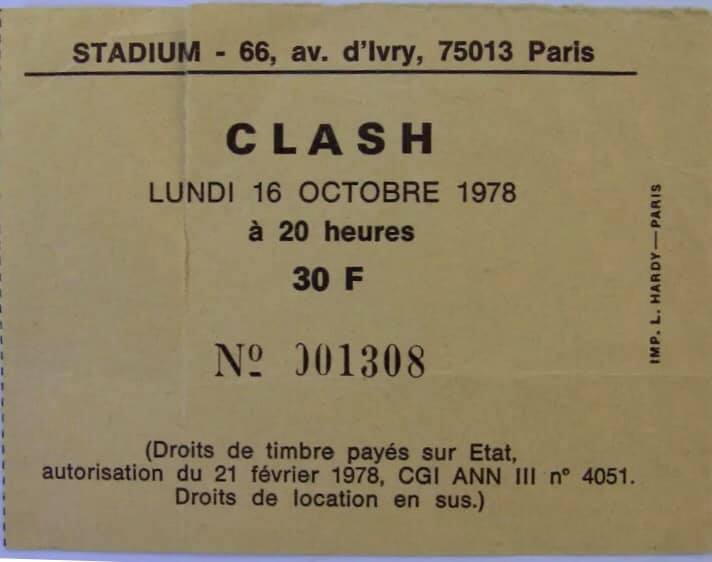 STADIUM - 66, av. d'Ivry, 75013 Paris
CLASH
LUNDI 16 OCTOBRE 1978
à 20 heures
30 F
Nº 001308
IMP. L. HARDY—PARIS
(Droits de timbre payés sur Etat,
autorisation du 21 février 1978, CGI ANN III n° 4051.
Droits de location en sus.)